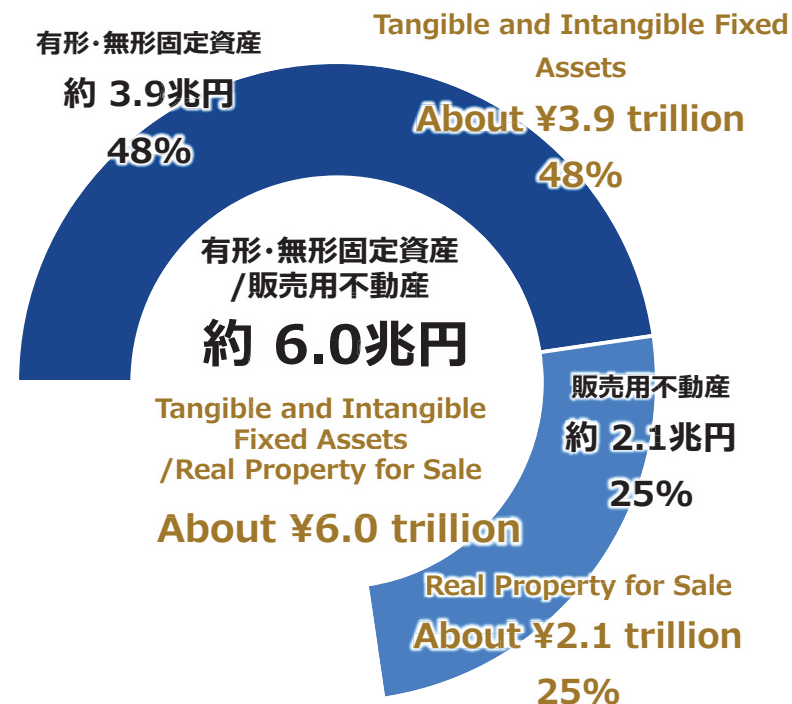 有形･無形固定資産
約 3.9兆円
48%
Tangible and Intangible Fixed
Assets
About ¥3.9 trillion
48%
有形･無形固定資産
/販売用不動産
約 6.0兆円
Tangible and Intangible
Fixed Assets
/Real Property for Sale
About ¥6.0 trillion
販売用不動産
約 2.1兆円
25%
Real Property for Sale
About ¥2.1 trillion
25%